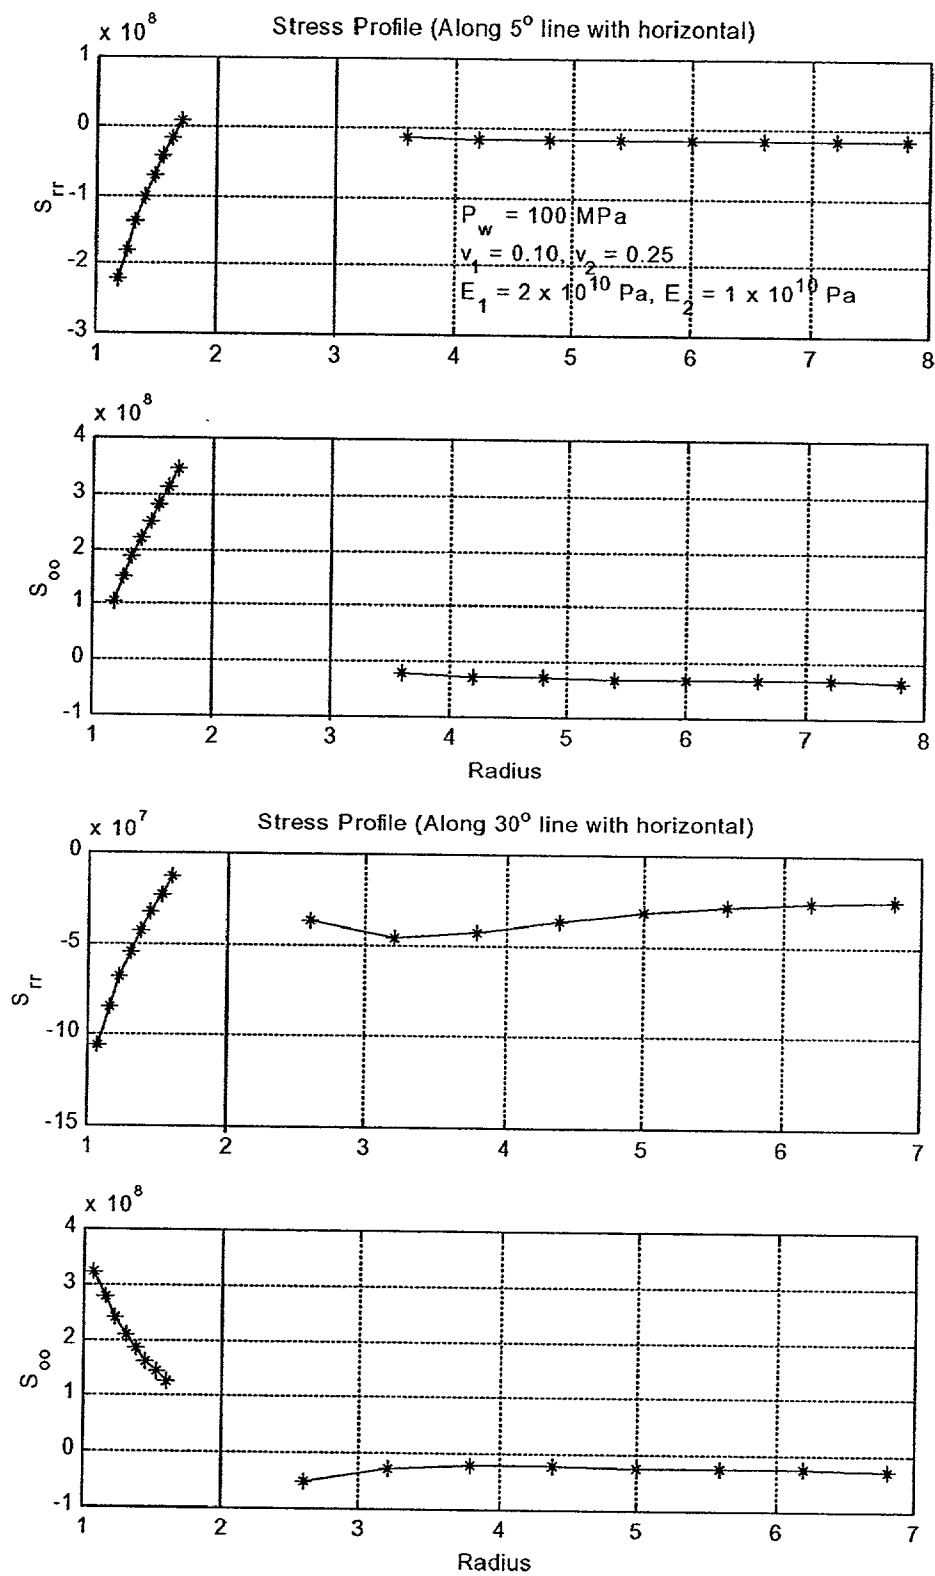 x 10^8
Stress Profile (Along 5° line with horizontal)
1
0
-1
-2
-3
S_rr
P_w = 100 MPa
v_1 = 0.10, v_2 = 0.25
E_1 = 2 x 10^10 Pa, E_2 = 1 x 10^10 Pa
1 2 3 4 5 6 7 8
x 10^8
4
3
2
1
0
-1
S_oo
1 2 3 4 5 6 7 8
Radius
x 10^7
Stress Profile (Along 30° line with horizontal)
0
-5
-10
-15
S_rr
1 2 3 4 5 6 7
x 10^8
4
3
2
1
0
-1
S_oo
1 2 3 4 5 6 7
Radius